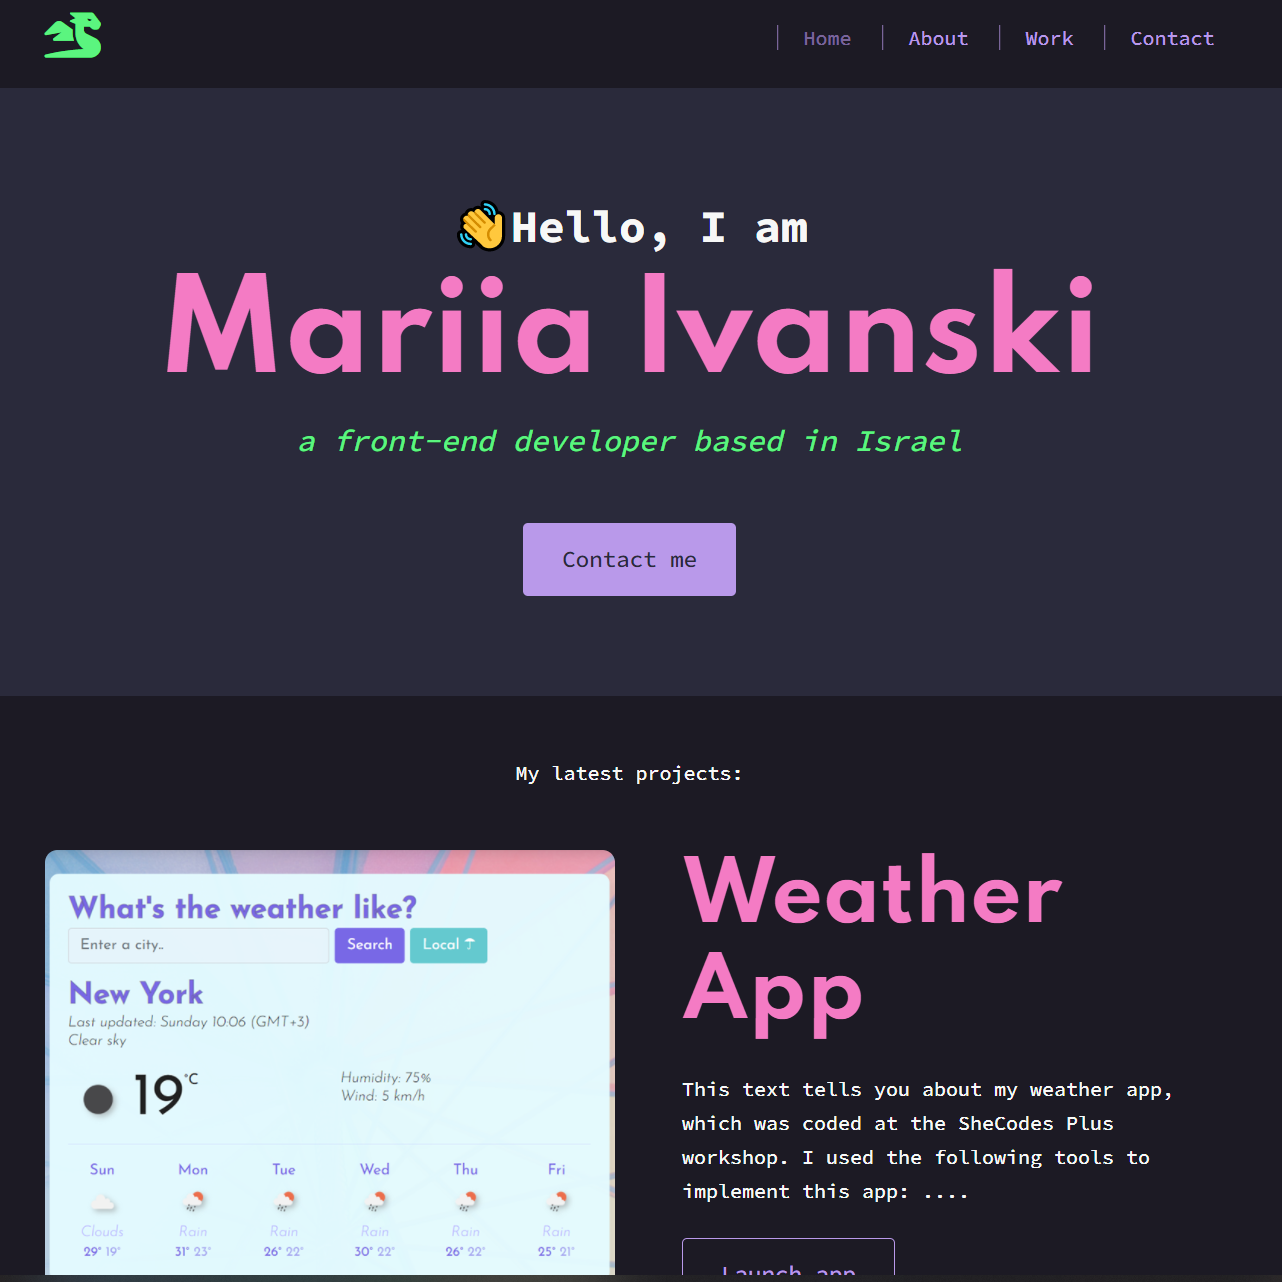 Home About Work Contact
👋Hello, I am
Mariia Ivanski
a front-end developer based in Israel
Contact me
My latest projects:
What's the weather like?
Enter a city.. Search Local ☂
New York
Last updated: Sunday 10:06 (GMT+3)
Clear sky
19°C
Humidity: 75%
Wind: 5 km/h
Sun Mon Tue Wed Thu Fri
Clouds Rain Rain Rain Rain Rain
29° 19° 31° 23° 26° 22° 30° 22° 26° 22° 25° 21°
Weather
App
This text tells you about my weather app,
which was coded at the SheCodes Plus
workshop. I used the following tools to
implement this app: ....
Launch app